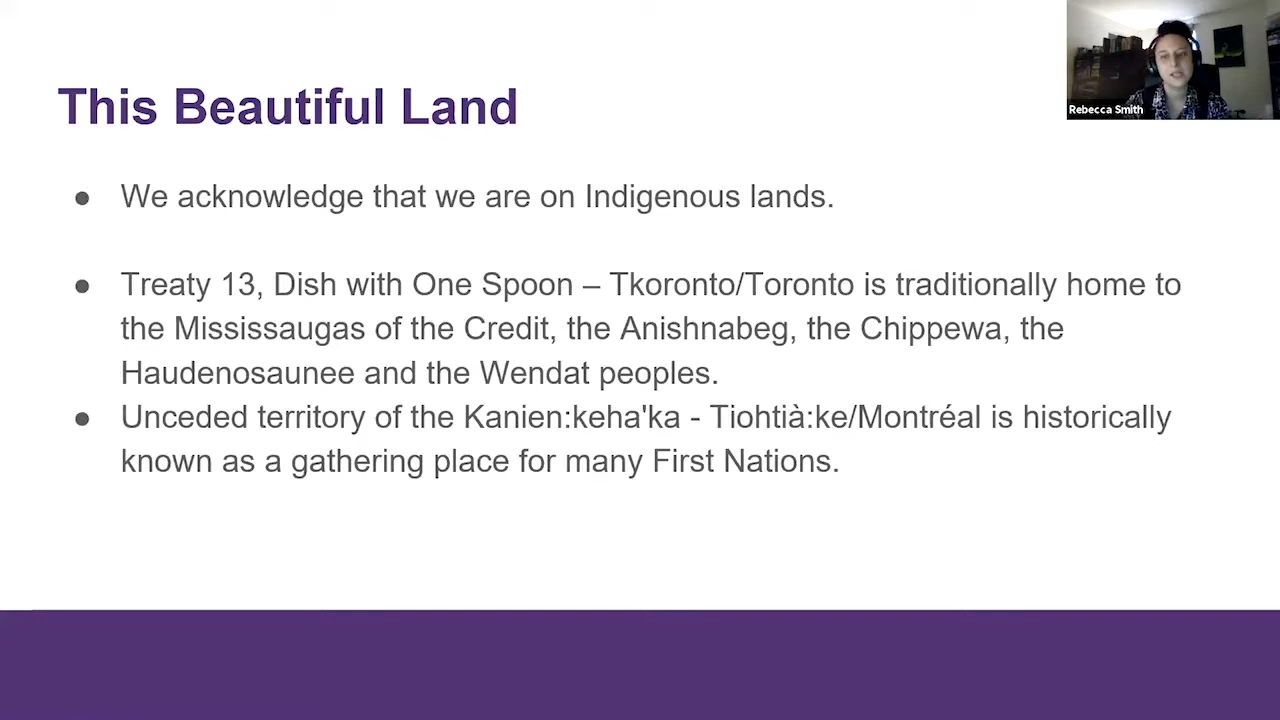 This Beautiful Land
Rebecca Smith
● We acknowledge that we are on Indigenous lands.
● Treaty 13, Dish with One Spoon – Tkoronto/Toronto is traditionally home to
the Mississaugas of the Credit, the Anishnabeg, the Chippewa, the
Haudenosaunee and the Wendat peoples.
● Unceded territory of the Kanien:keha'ka - Tiohtià:ke/Montréal is historically
known as a gathering place for many First Nations.